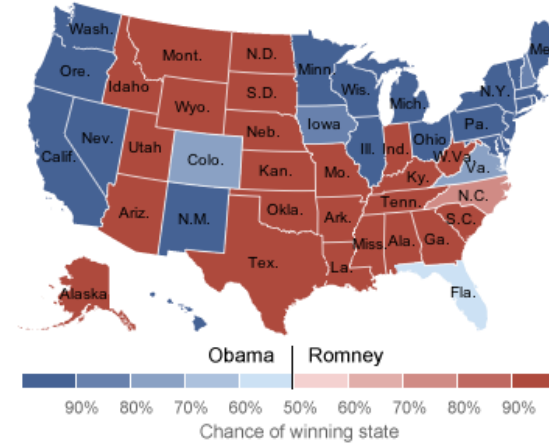 Wash.
Mont.
N.D.
Me
Ore.
Idaho
S.D.
Minn
Wis.
Mich.
N.Y.
Wyo.
Neb.
Iowa
Pa.
Nev.
Utah
Colo.
Ill.
Ind.
Ohio
W.Va.
Va.
Calif.
Kan.
Mo.
Ky.
N.C.
Ariz.
N.M.
Okla.
Ark.
Tenn.
S.C.
Tex.
La.
Miss.
Ala.
Ga.
Alaska
Fla.
Obama Romney
90% 80% 70% 60% 50% 60% 70% 80% 90%
Chance of winning state